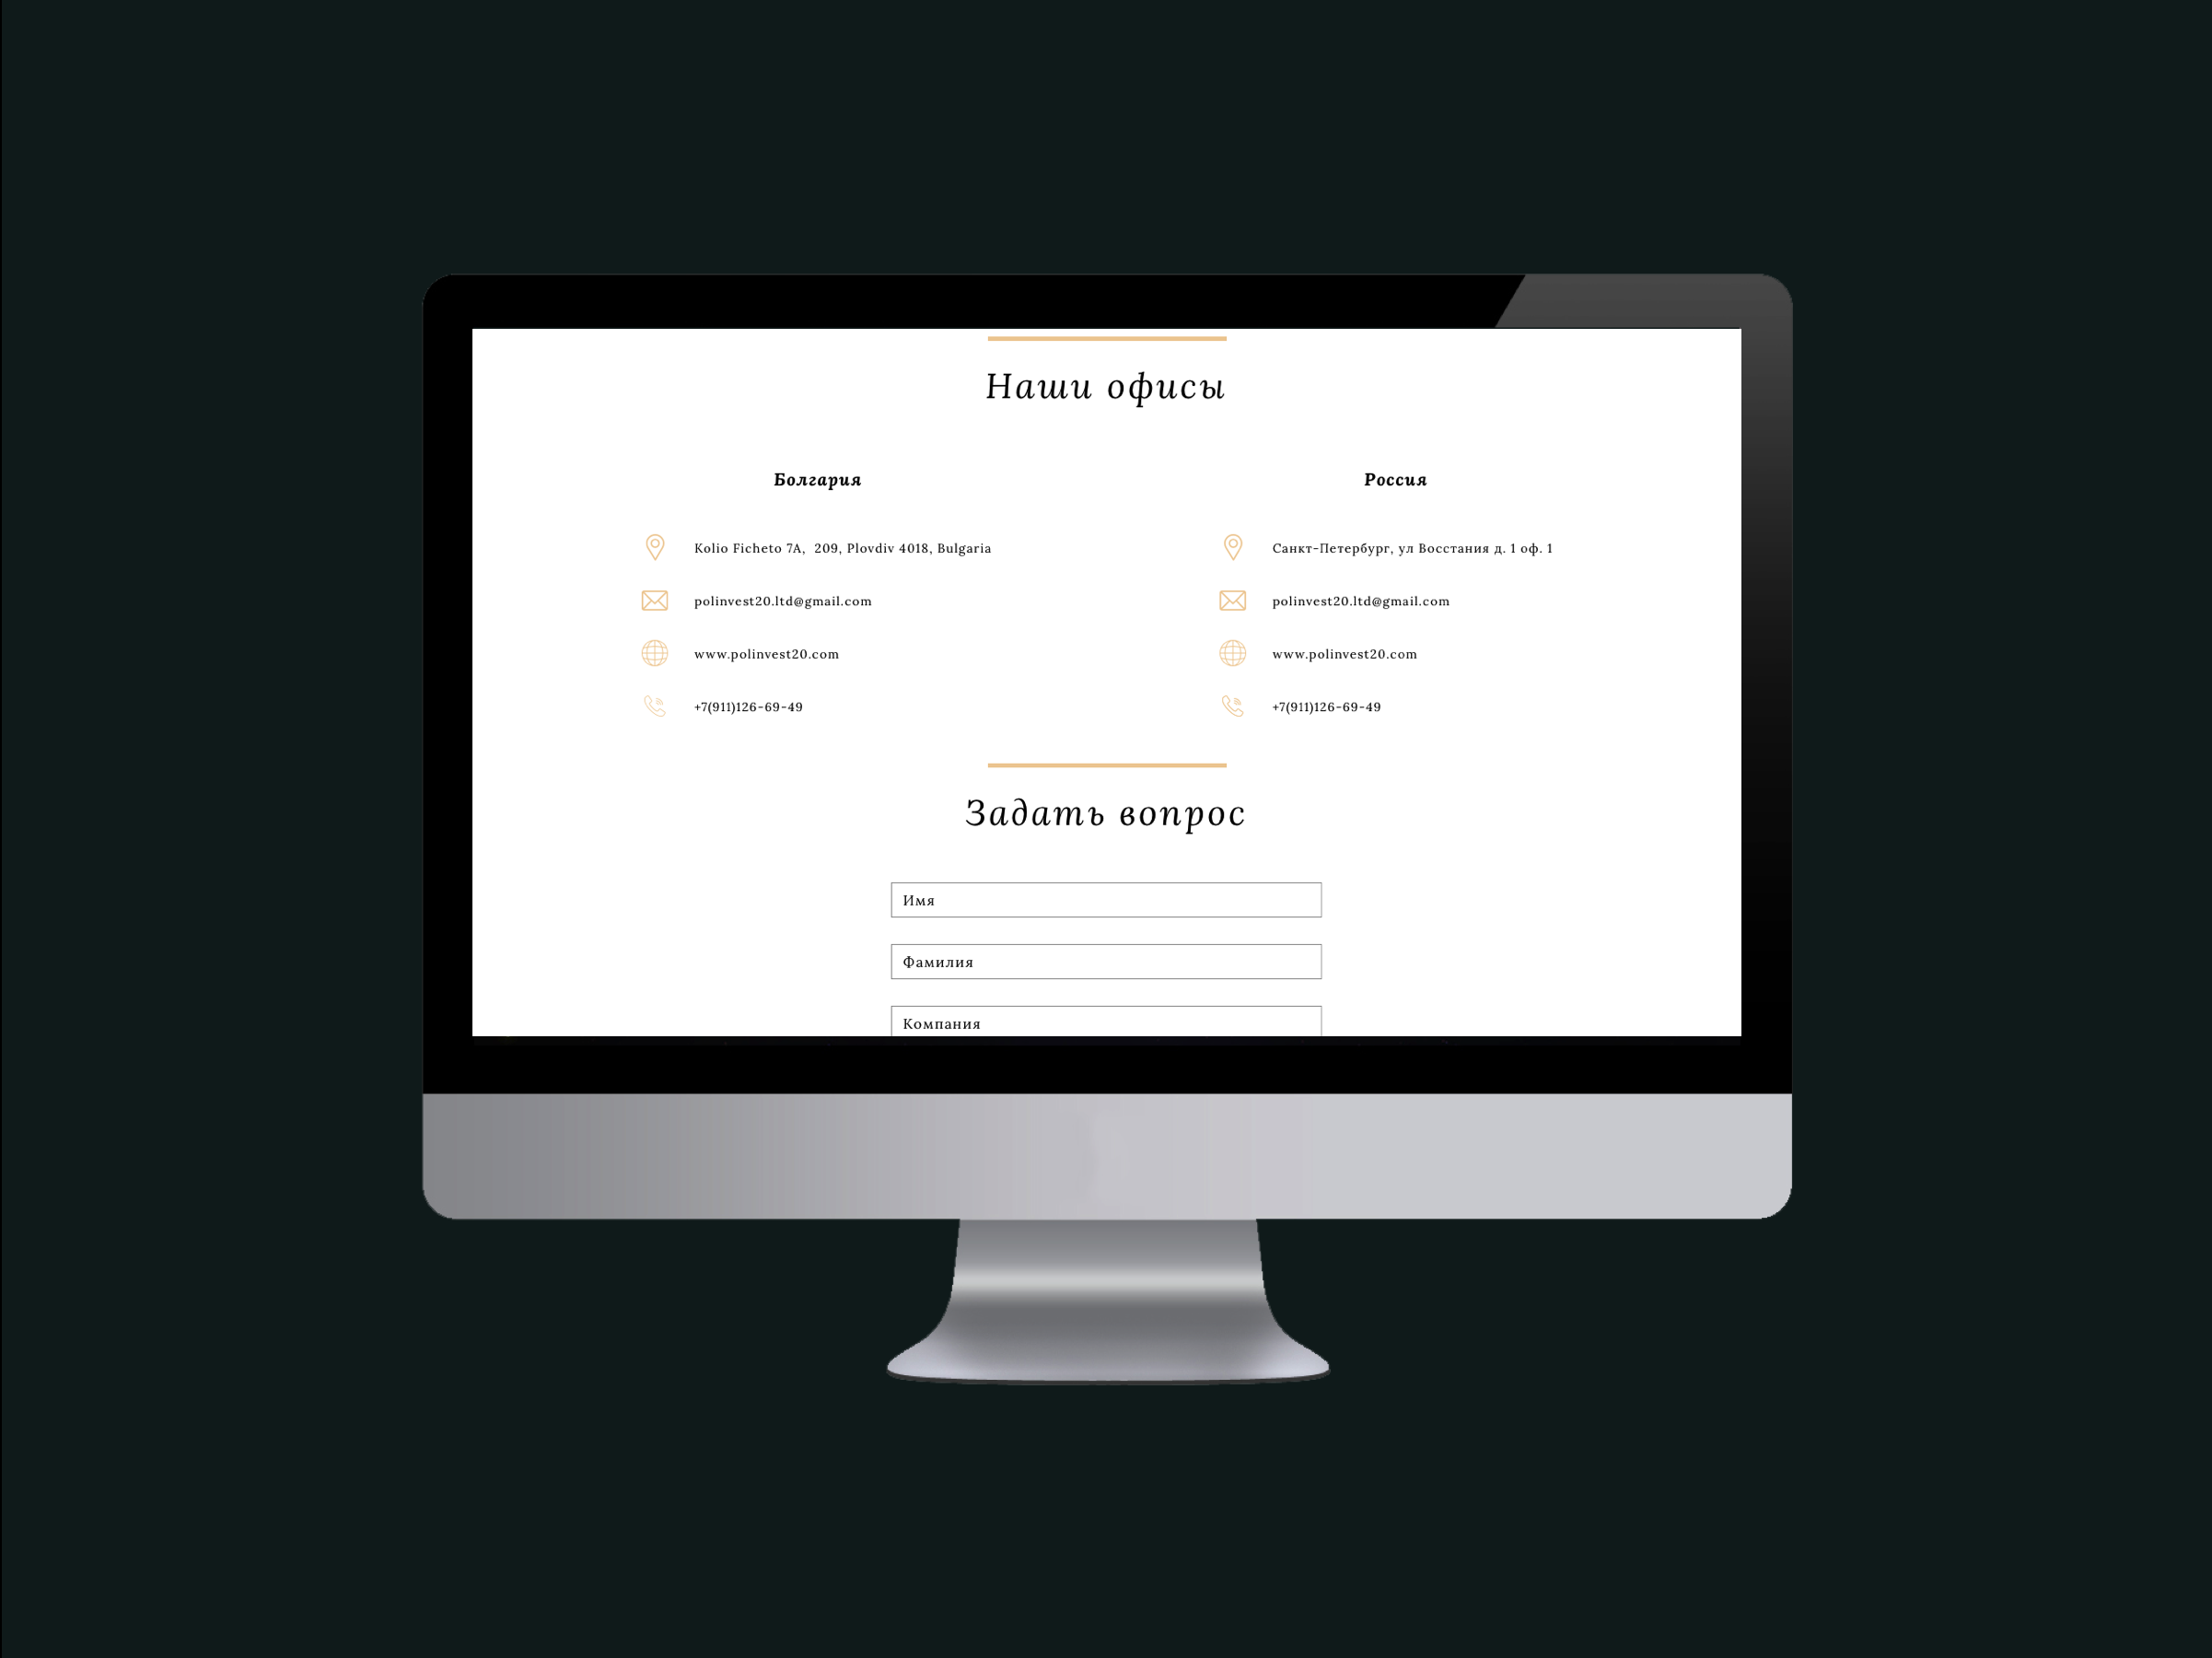 Наши офисы
Болгария
Kolio Ficheto 7A, 209, Plovdiv 4018, Bulgaria
polinvest20.ltd@gmail.com
www.polinvest20.com
+7(911)126-69-49
Россия
Санкт-Петербург, ул Восстания д. 1 оф. 1
polinvest20.ltd@gmail.com
www.polinvest20.com
+7(911)126-69-49
Задать вопрос
Имя
Фамилия
Компания